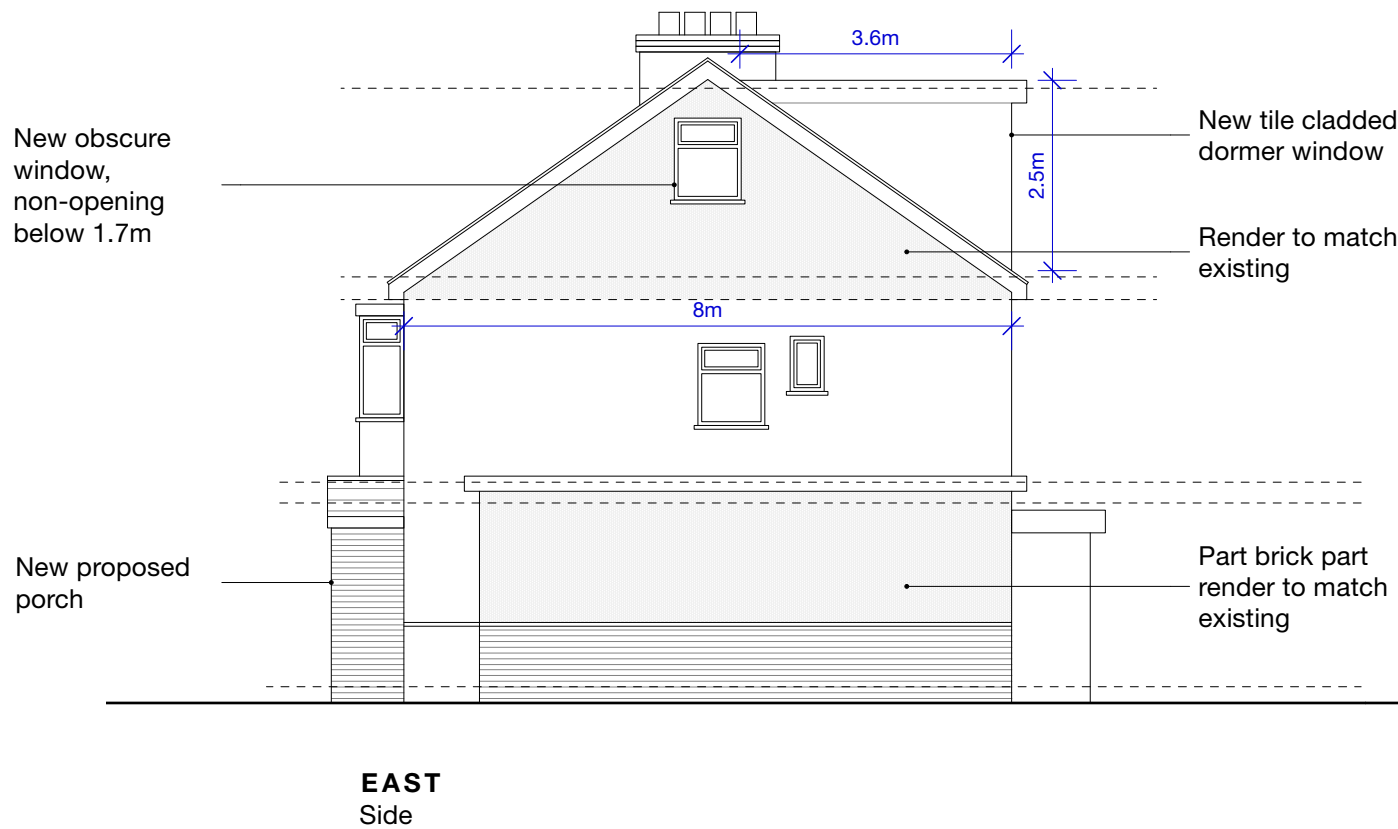 3.6m
New obscure
window,
non-opening
below 1.7m
New tile cladded
dormer window
2.5m
Render to match
existing
8m
New proposed
porch
Part brick part
render to match
existing
EAST
Side